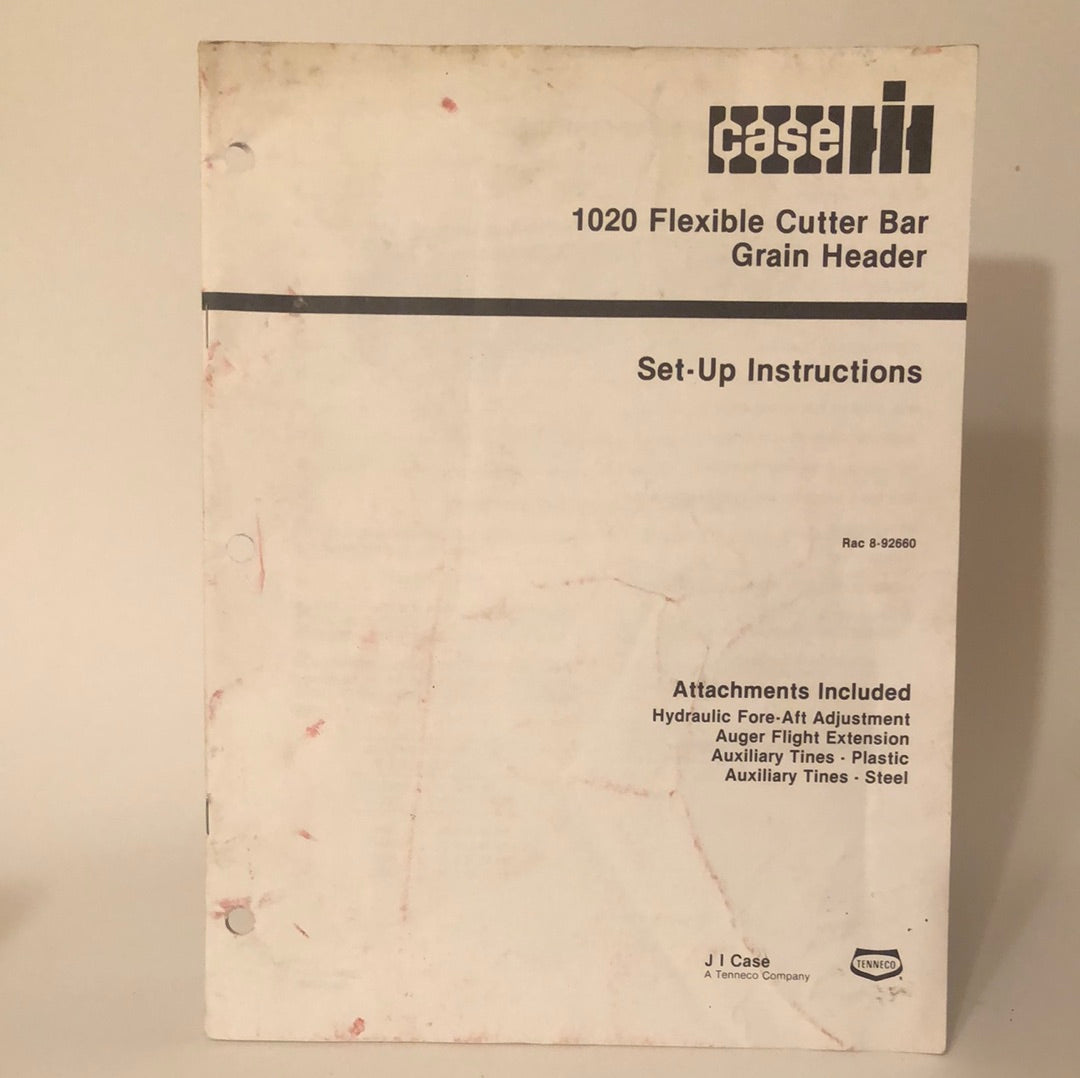 case IH
1020 Flexible Cutter Bar
Grain Header
Set-Up Instructions
Rac 8-92660
Attachments Included
Hydraulic Fore-Aft Adjustment
Auger Flight Extension
Auxiliary Tines - Plastic
Auxiliary Tines - Steel
J I Case
A Tenneco Company
TENNECO